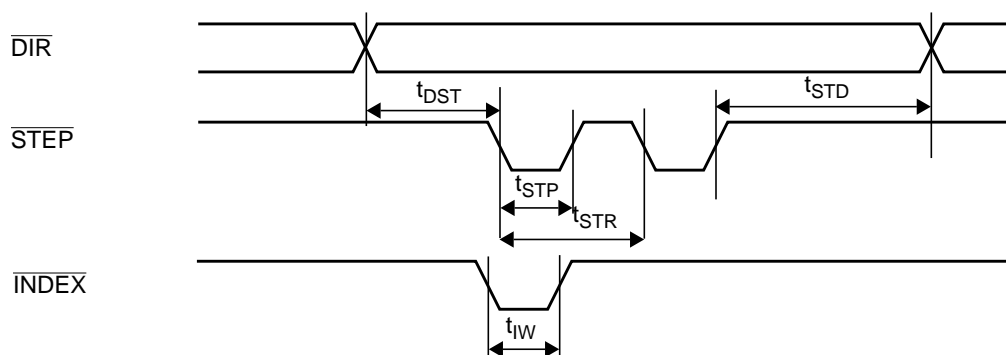 DIR
tDST
tSTD
STEP
tSTP
tSTR
INDEX
tIW